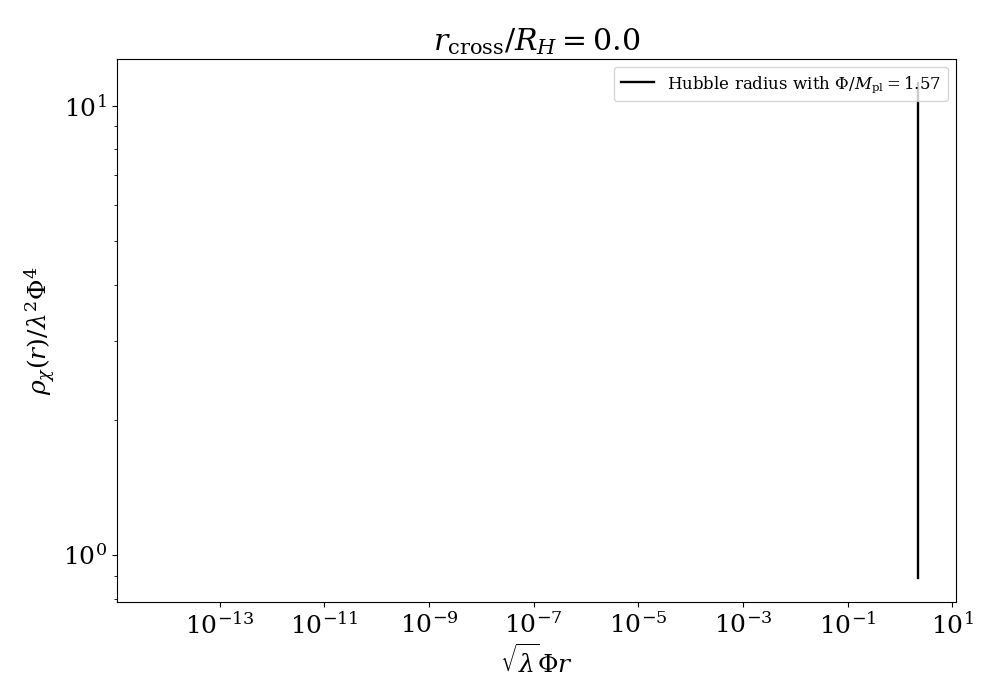 r_cross/R_H = 0.0
Hubble radius with Φ/M_pl = 1.57
10^1
10^0
ρ_χ(r)/λ^2Φ^4
10^−13 10^−11 10^−9 10^−7 10^−5 10^−3 10^−1 10^1
√λΦr